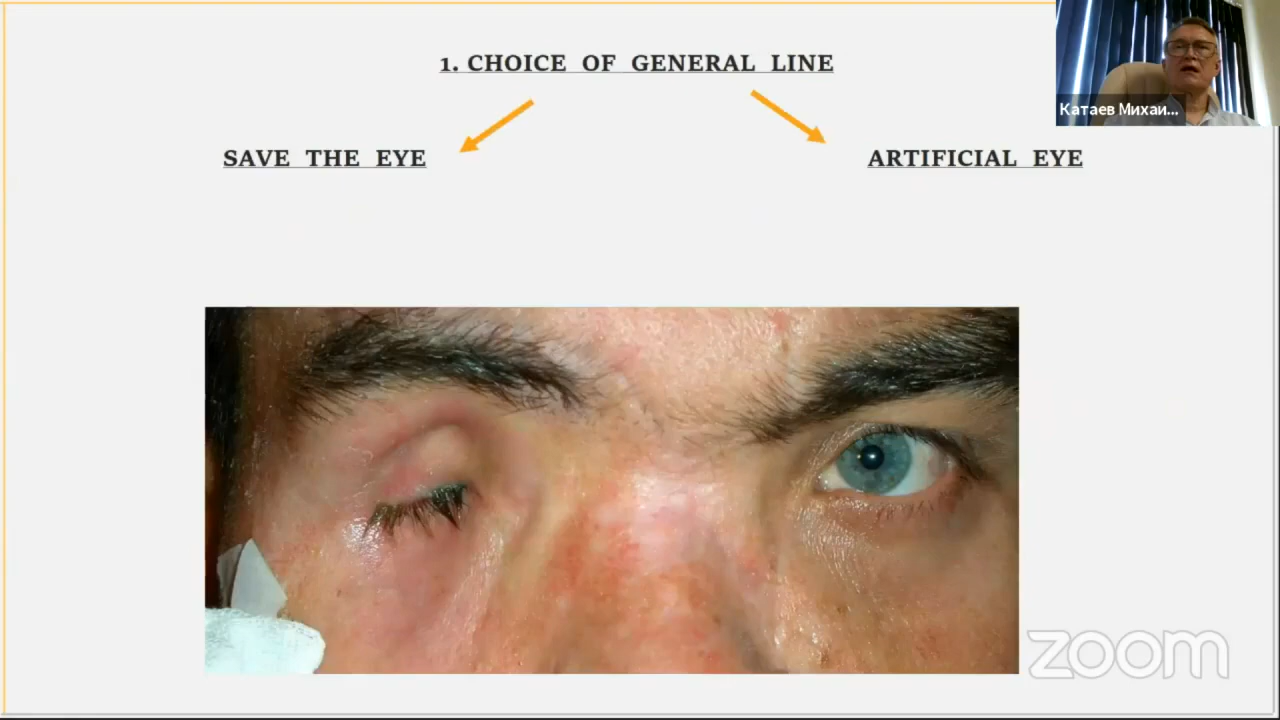 1. CHOICE OF GENERAL LINE
SAVE THE EYE
ARTIFICIAL EYE
Катаев Михаи...
zoom